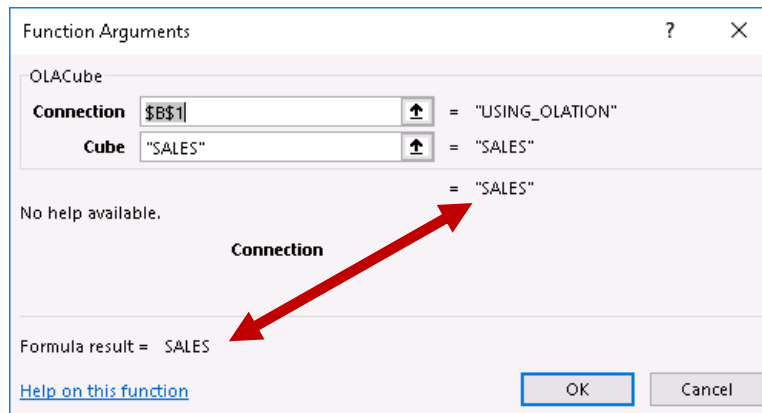 Function Arguments ? ×
OLACube
Connection $B$1 = "USING_OLATION"
Cube "SALES" = "SALES"
= "SALES"
No help available.
Connection
Formula result = SALES
Help on this function OK Cancel